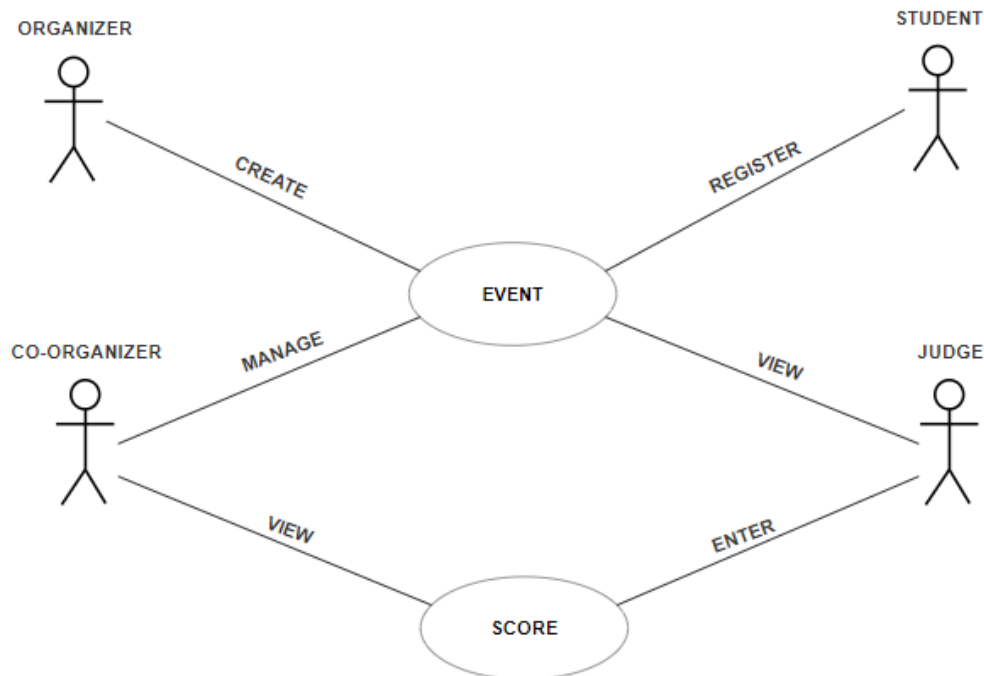 ORGANIZER
STUDENT
CREATE
REGISTER
EVENT
CO-ORGANIZER
MANAGE
VIEW
JUDGE
VIEW
ENTER
SCORE